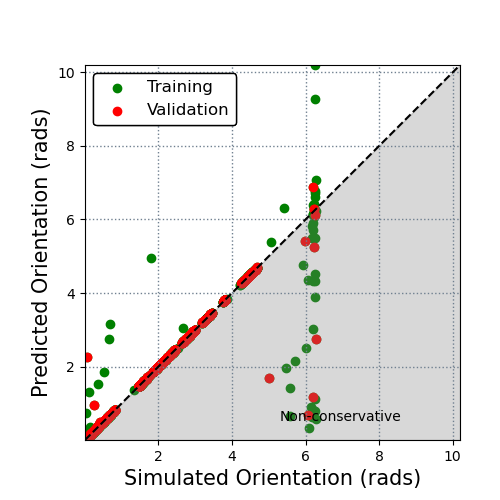 Training
Validation
Predicted Orientation (rads)
10
8
6
4
2
Non-conservative
2
4
6
8
10
Simulated Orientation (rads)